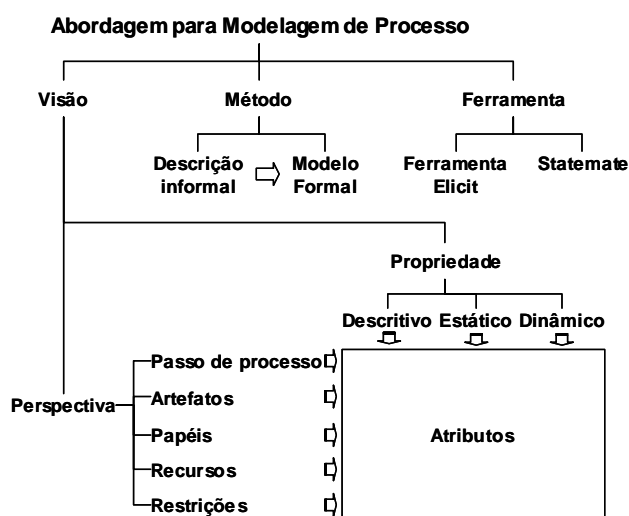 Abordagem para Modelagem de Processo
Visão Método Ferramenta
Descrição informal Modelo Formal Ferramenta Elicit Statemate
Propriedade
Descritivo Estático Dinâmico
Passo de processo
Artefatos
Perspectiva
Papéis
Atributos
Recursos
Restrições